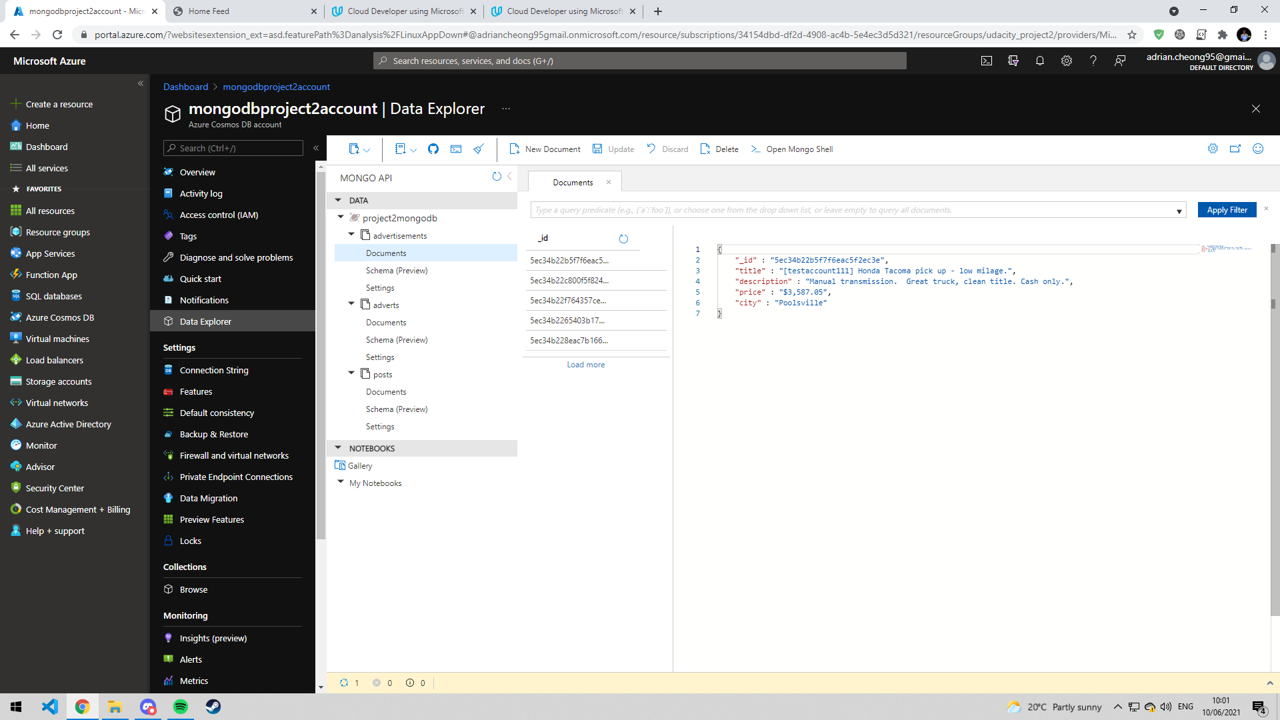 mongodbproject2account - Micr
Home Feed
Cloud Developer using Microsoft
Cloud Developer using Microsoft
portal.azure.com/?websitesextension_ext=asd.featurePath%3Danalysis%2FLinuxAppDown#@adriancheong95gmail.onmicrosoft.com/resource/subscriptions/34154dbd-df2d-4908-ac4b-5e4ec3d5d321/resourceGroups/udacity_project2/providers/Mi...
Microsoft Azure
Search resources, services, and docs (G+/)
adrian.cheong95@gmai...
DEFAULT DIRECTORY
Create a resource
Home
Dashboard
All services
FAVORITES
All resources
Resource groups
App Services
Function App
SQL databases
Azure Cosmos DB
Virtual machines
Load balancers
Storage accounts
Virtual networks
Azure Active Directory
Monitor
Advisor
Security Center
Cost Management + Billing
Help + support
Dashboard > mongodbproject2account
mongodbproject2account | Data Explorer ...
Azure Cosmos DB account
Search (Ctrl+/)
Overview
Activity log
Access control (IAM)
Tags
Diagnose and solve problems
Quick start
Notifications
Data Explorer
Settings
Connection String
Features
Default consistency
Backup & Restore
Firewall and virtual networks
Private Endpoint Connections
Data Migration
Preview Features
Locks
Collections
Browse
Monitoring
Insights (preview)
Alerts
Metrics
New Document
Update
Discard
Delete
Open Mongo Shell
MONGO API
DATA
project2mongodb
advertisements
Documents
Schema (Preview)
Settings
adverts
Documents
Schema (Preview)
Settings
posts
Documents
Schema (Preview)
Settings
NOTEBOOKS
Gallery
My Notebooks
Documents
Type a query predicate (e.g., {´a´:´foo´}), or choose one from the drop down list, or leave empty to query all documents.
Apply Filter
_id
5ec34b22b5f7f6eac5...
5ec34b22c800f5f824...
5ec34b22f764357ce...
5ec34b2265403b17...
5ec34b228eac7b166...
Load more
1 {
2 "_id" : "5ec34b22b5f7f6eac5f2ec3e",
3 "title" : "[testaccount111] Honda Tacoma pick up - low milage.",
4 "description" : "Manual transmission.  Great truck, clean title. Cash only.",
5 "price" : "$3,587.05",
6 "city" : "Poolsville"
7 }
1 0 0
20°C Partly sunny
ENG
10:01
10/06/2021
4